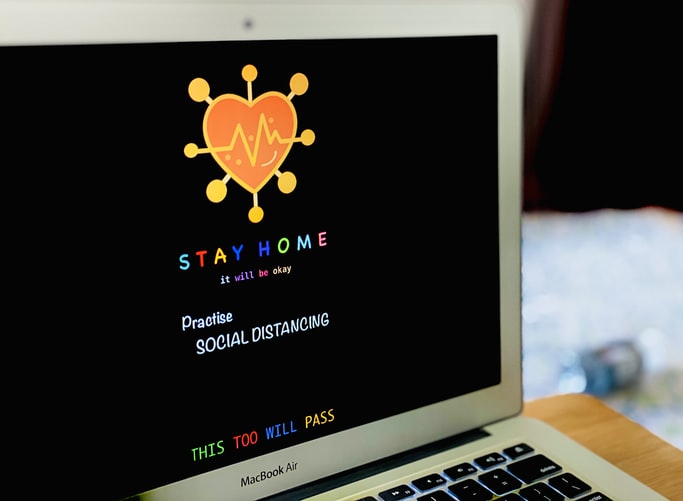 STAY HOME
it will be okay
Practise
SOCIAL DISTANCING
THIS TOO WILL PASS
MacBook Air